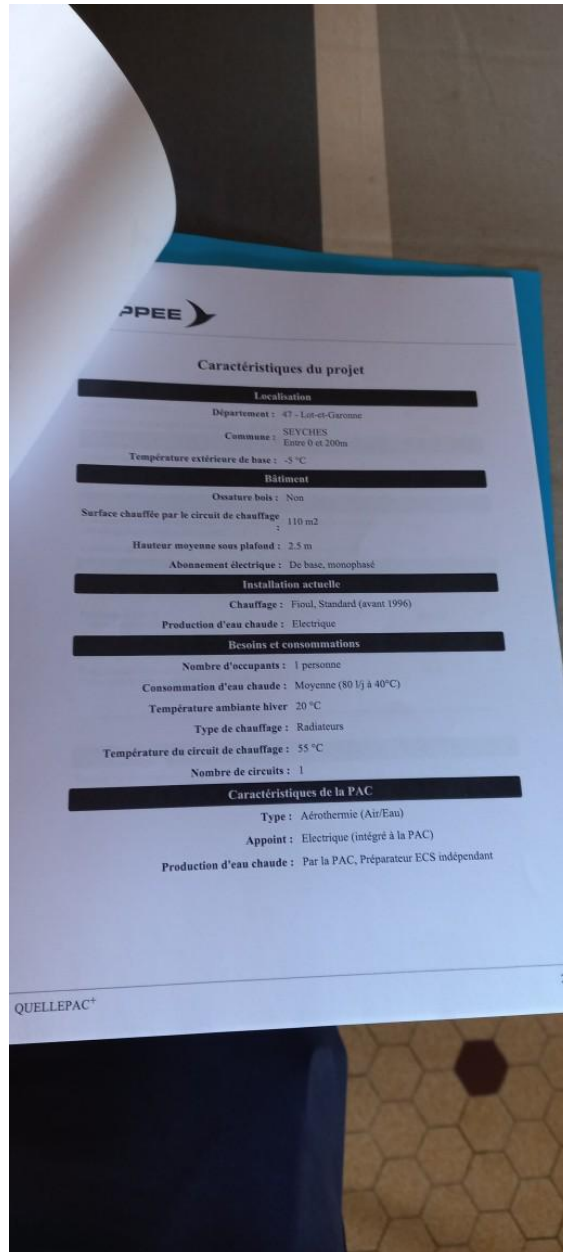 PPEE
Caractéristiques du projet
Localisation
Département : 47 - Lot-et-Garonne
Commune : SEYCHES
Entre 0 et 200m
Température extérieure de base : -5 °C
Bâtiment
Ossature bois : Non
Surface chauffée par le circuit de chauffage : 110 m2
Hauteur moyenne sous plafond : 2.5 m
Abonnement électrique : De base, monophasé
Installation actuelle
Chauffage : Fioul, Standard (avant 1996)
Production d'eau chaude : Electrique
Besoins et consommations
Nombre d'occupants : 1 personne
Consommation d'eau chaude : Moyenne (80 l/j à 40°C)
Température ambiante hiver 20 °C
Type de chauffage : Radiateurs
Température du circuit de chauffage : 55 °C
Nombre de circuits : 1
Caractéristiques de la PAC
Type : Aérothermie (Air/Eau)
Appoint : Electrique (intégré à la PAC)
Production d'eau chaude : Par la PAC, Préparateur ECS indépendant
QUELLEPAC+